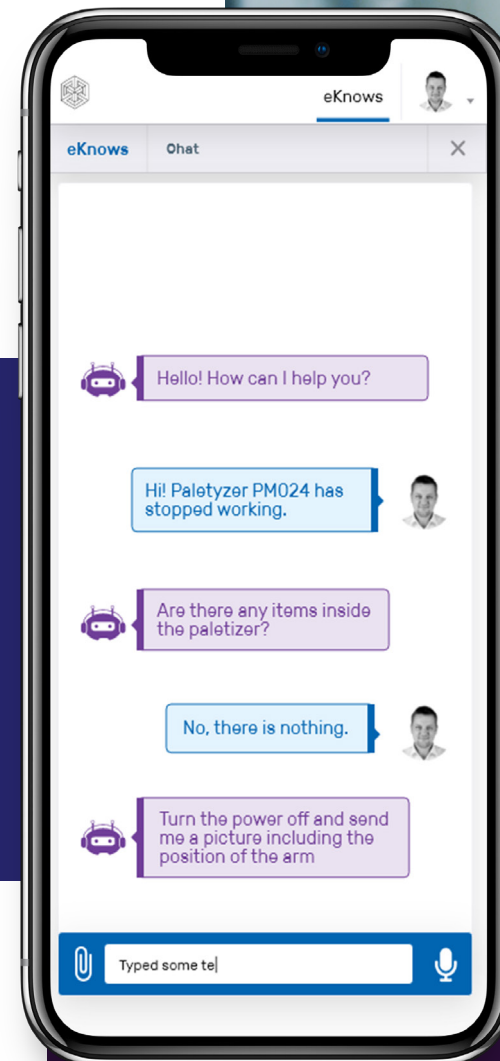 eKnows
eKnows Chat
Hello! How can I help you?
Hi! Paletyzer PM024 has
stopped working.
Are there any items inside
the paletizer?
No, there is nothing.
Turn the power off and send
me a picture including the
position of the arm
Typed some te